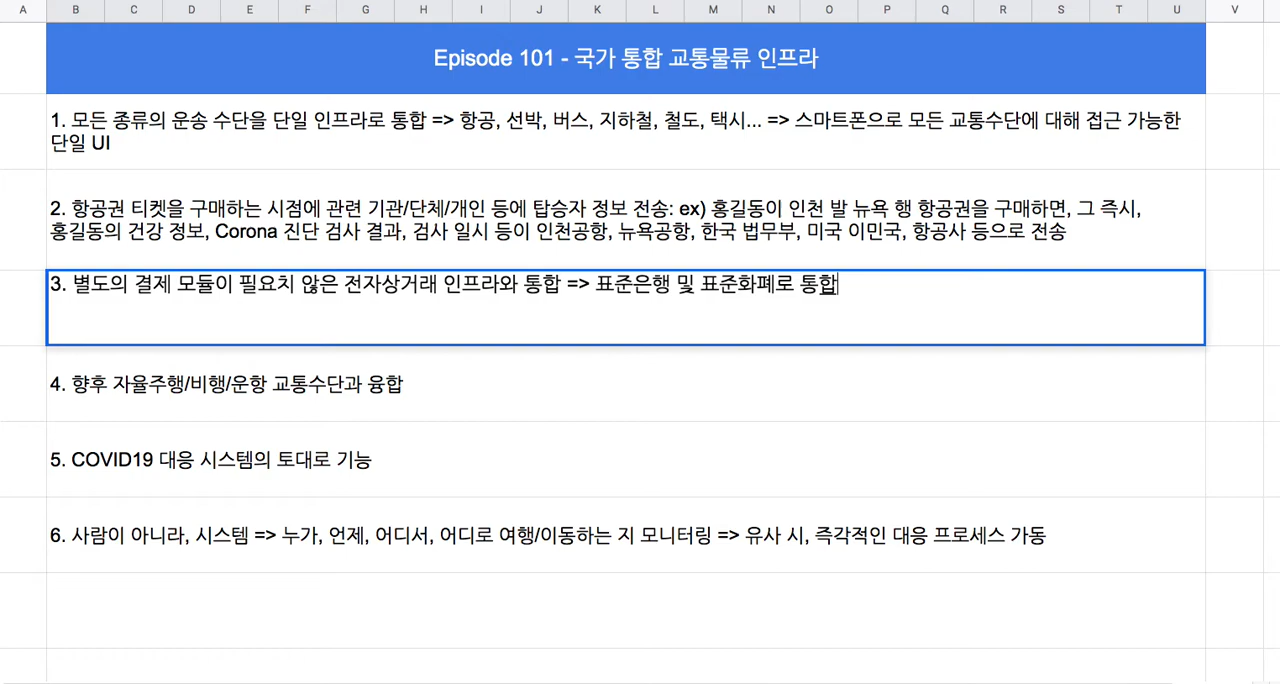 A B C D E F G H I J K L M N O P Q R S T U V
Episode 101 - 국가 통합 교통물류 인프라
1. 모든 종류의 운송 수단을 단일 인프라로 통합 => 항공, 선박, 버스, 지하철, 철도, 택시... => 스마트폰으로 모든 교통수단에 대해 접근 가능한
단일 UI
2. 항공권 티켓을 구매하는 시점에 관련 기관/단체/개인 등에 탑승자 정보 전송: ex) 홍길동이 인천 발 뉴욕 행 항공권을 구매하면, 그 즉시,
홍길동의 건강 정보, Corona 진단 검사 결과, 검사 일시 등이 인천공항, 뉴욕공항, 한국 법무부, 미국 이민국, 항공사 등으로 전송
3. 별도의 결제 모듈이 필요치 않은 전자상거래 인프라와 통합 => 표준은행 및 표준화폐로 통합
4. 향후 자율주행/비행/운항 교통수단과 융합
5. COVID19 대응 시스템의 토대로 기능
6. 사람이 아니라, 시스템 => 누가, 언제, 어디서, 어디로 여행/이동하는 지 모니터링 => 유사 시, 즉각적인 대응 프로세스 가동